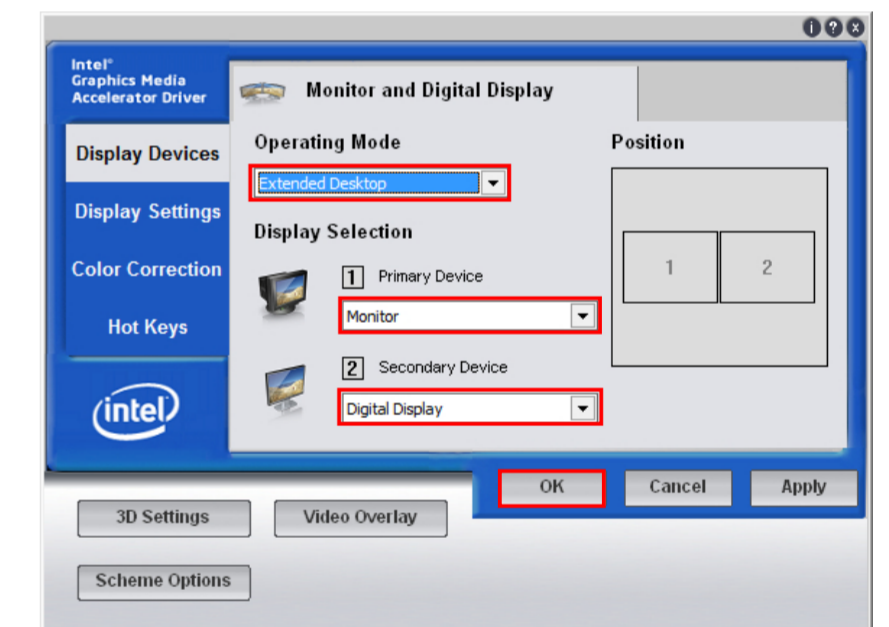 Intel®
Graphics Media
Accelerator Driver
Monitor and Digital Display
Display Devices
Display Settings
Color Correction
Hot Keys
intel
Operating Mode
Extended Desktop
Display Selection
1 Primary Device
Monitor
2 Secondary Device
Digital Display
Position
1 2
OK Cancel Apply
3D Settings Video Overlay
Scheme Options